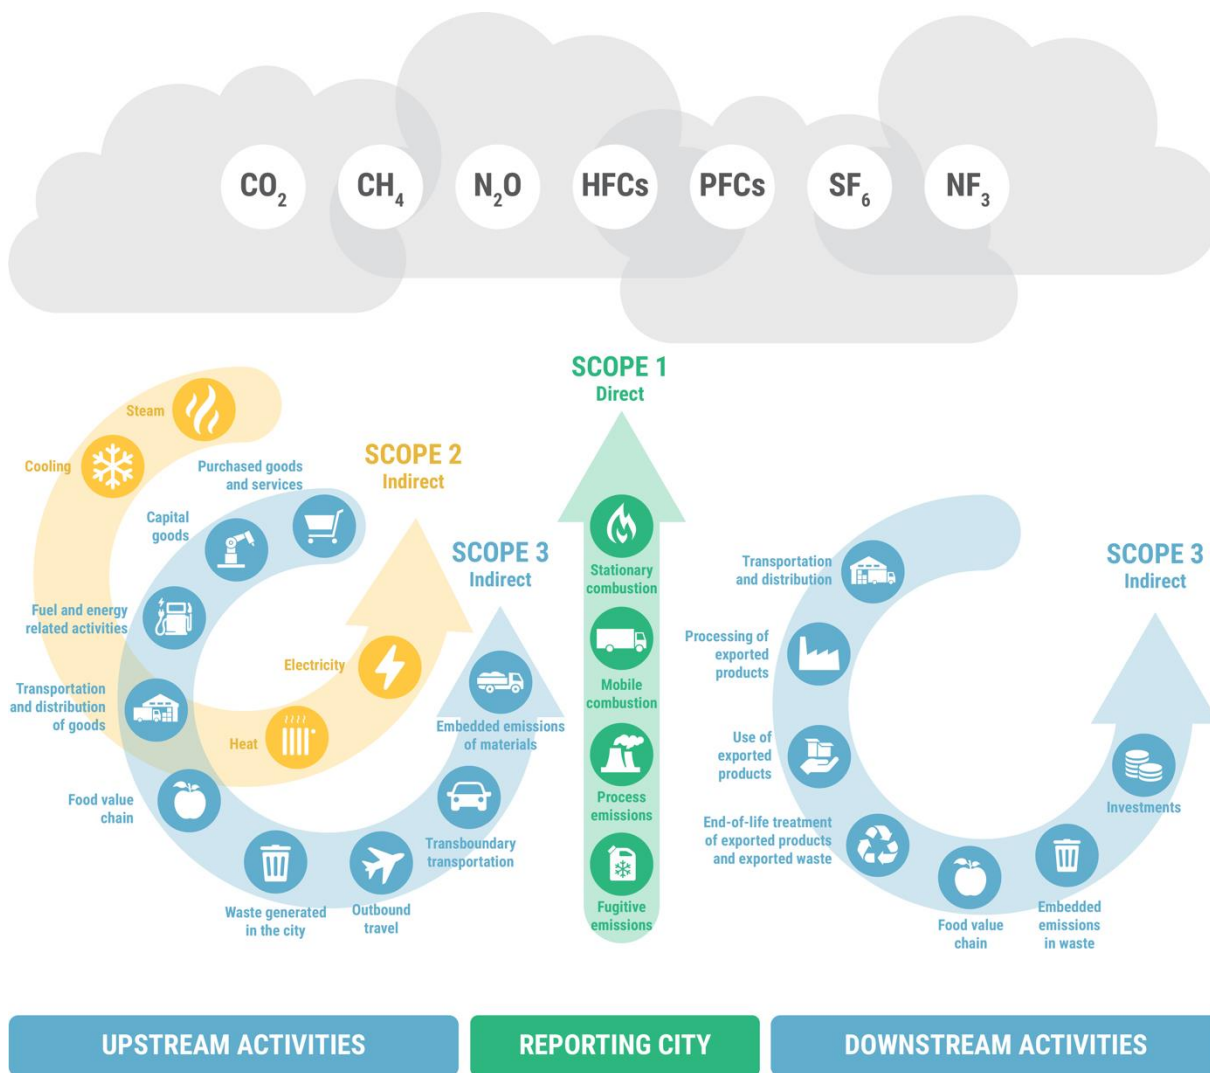 CO₂
CH₄
N₂O
HFCs
PFCs
SF₆
NF₃
SCOPE 1
Direct
Steam
Cooling
SCOPE 2
Indirect
Purchased goods
and services
Capital
goods
Fuel and energy
related activities
Transportation
and distribution
of goods
Electricity
Heat
SCOPE 3
Indirect
Embedded emissions
of materials
Food value
chain
Waste generated
in the city
Outbound
travel
Transboundary
transportation
Stationary
combustion
Mobile
combustion
Process
emissions
Fugitive
emissions
Transportation
and distribution
Processing of
exported
products
Use of
exported
products
End-of-life treatment
of exported products
and exported waste
Food value
chain
Embedded
emissions
in waste
Investments
SCOPE 3
Indirect
UPSTREAM ACTIVITIES
REPORTING CITY
DOWNSTREAM ACTIVITIES